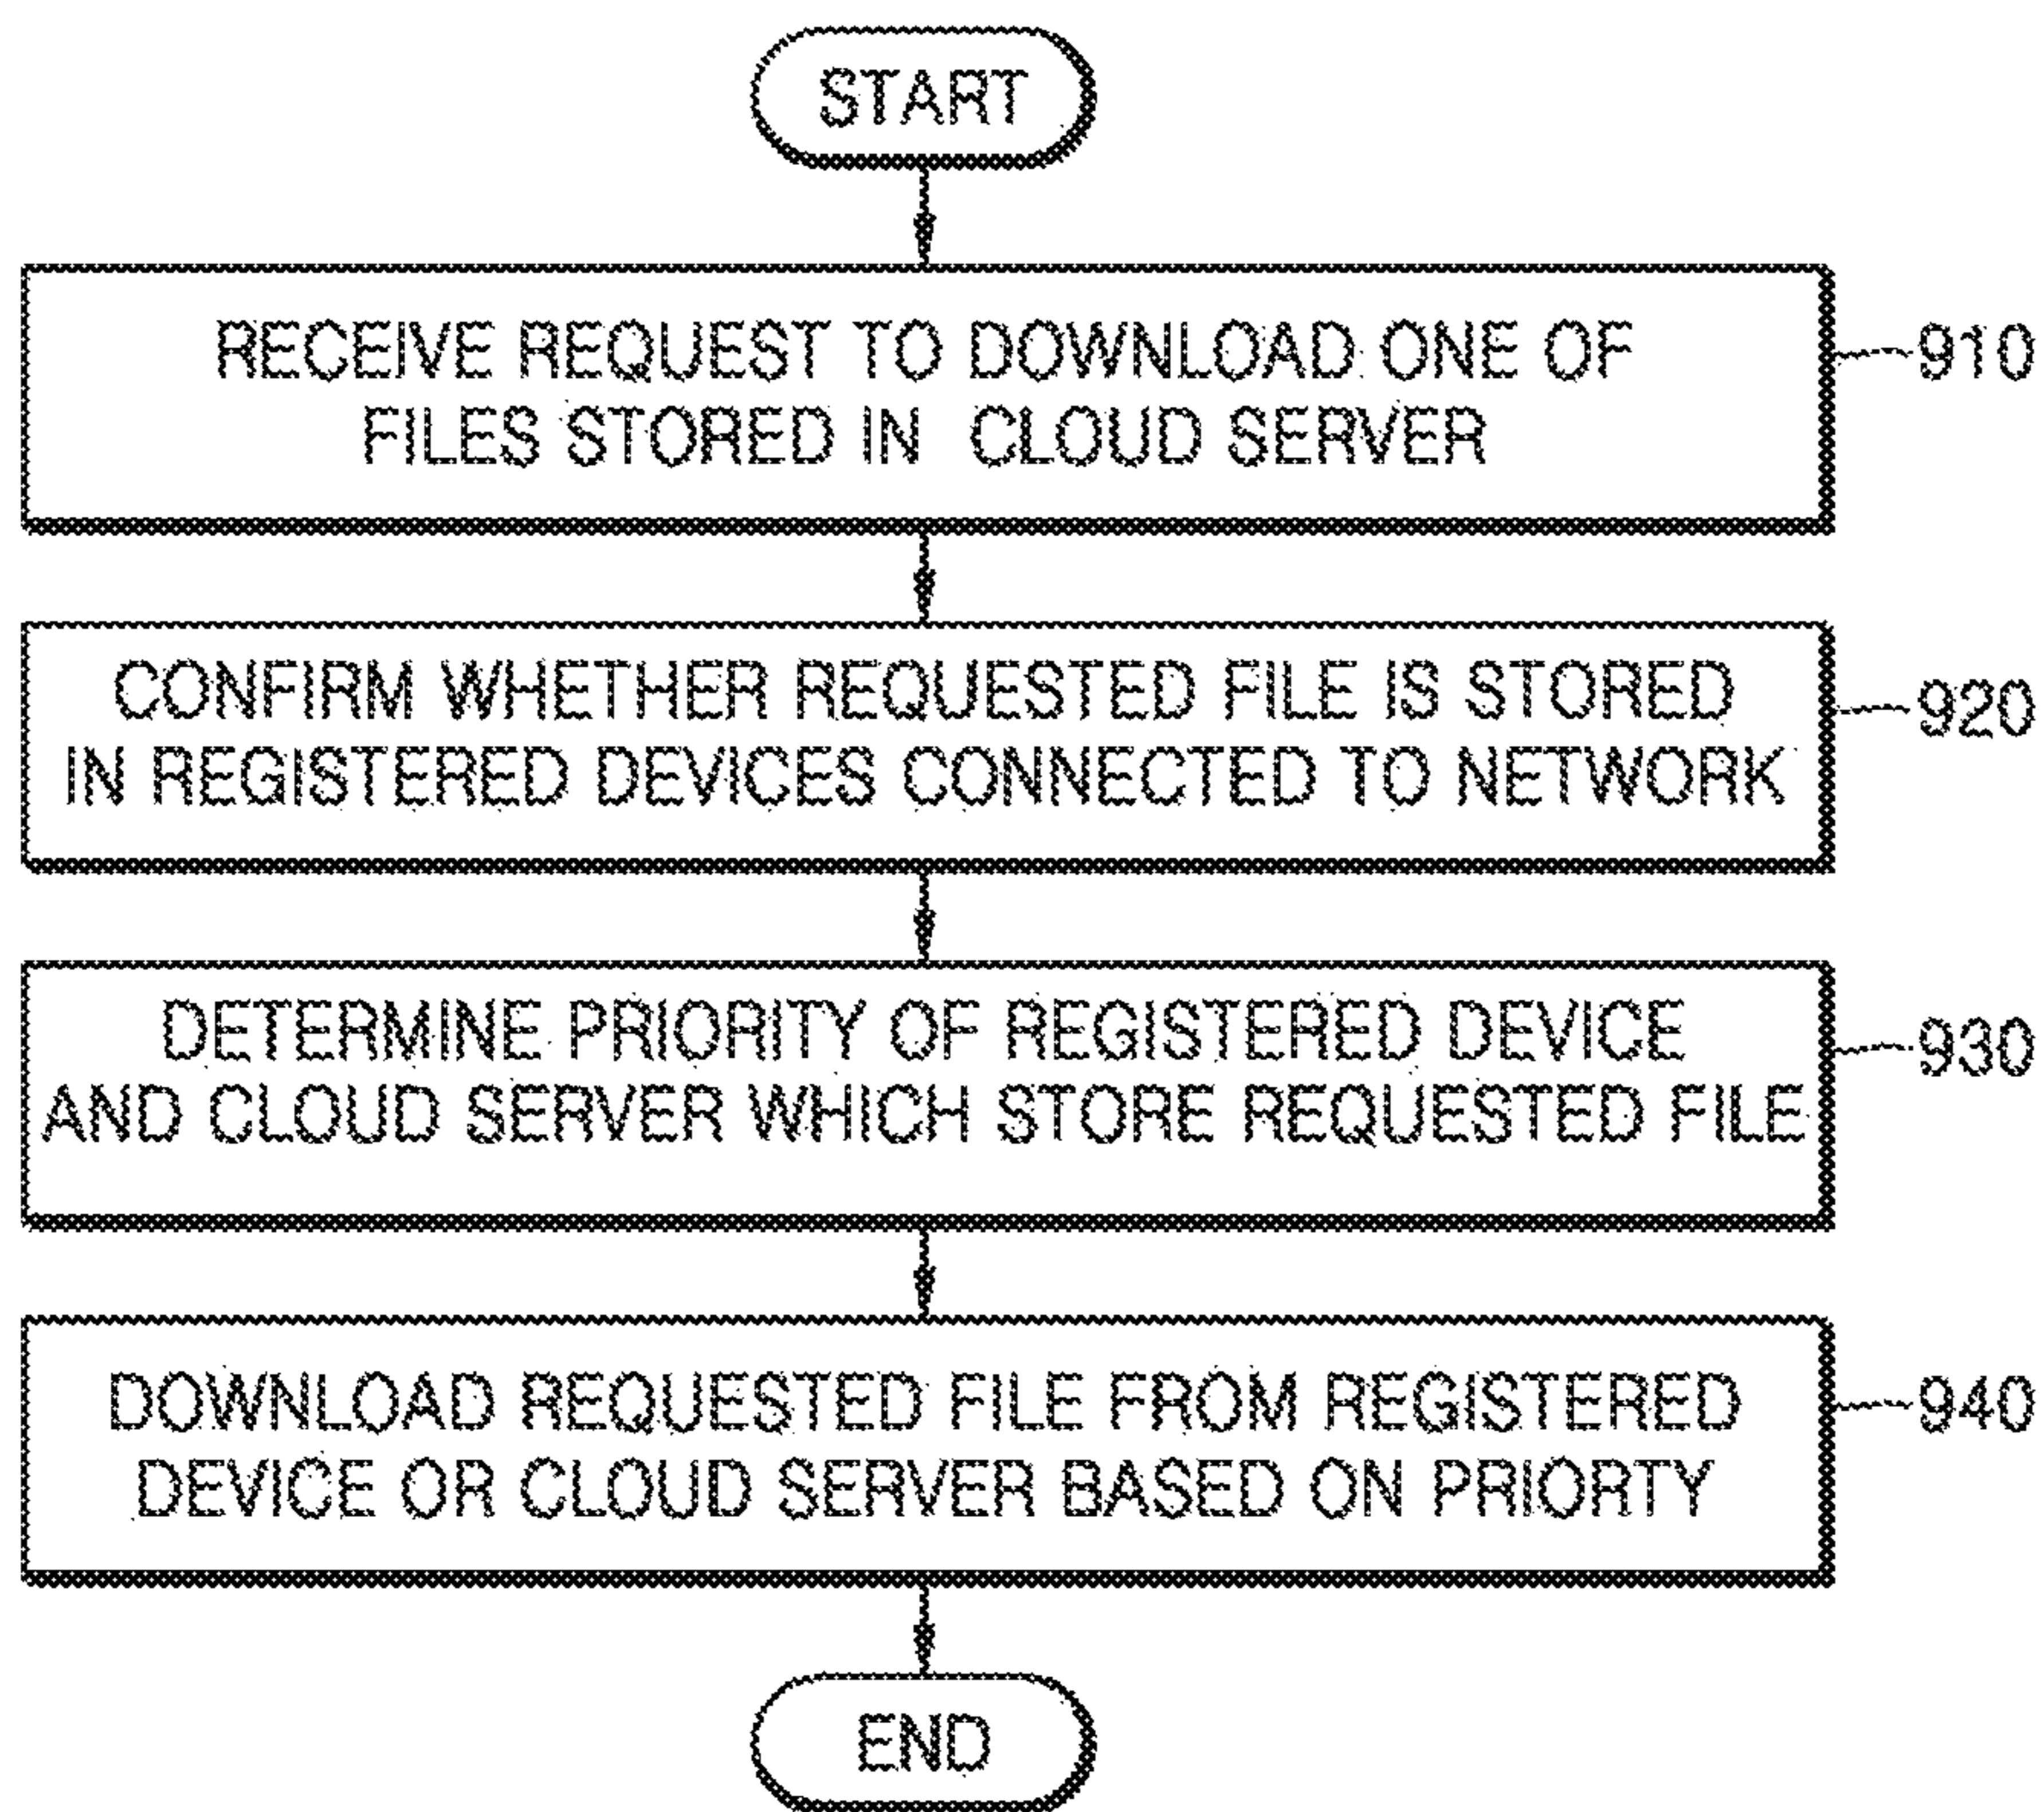 START
RECEIVE REQUEST TO DOWNLOAD ONE OF
FILES STORED IN CLOUD SERVER
910
CONFIRM WHETHER REQUESTED FILE IS STORED
IN REGISTERED DEVICES CONNECTED TO NETWORK
920
DETERMINE PRIORITY OF REGISTERED DEVICE
AND CLOUD SERVER WHICH STORE REQUESTED FILE
930
DOWNLOAD REQUESTED FILE FROM REGISTERED
DEVICE OR CLOUD SERVER BASED ON PRIORTY
940
END